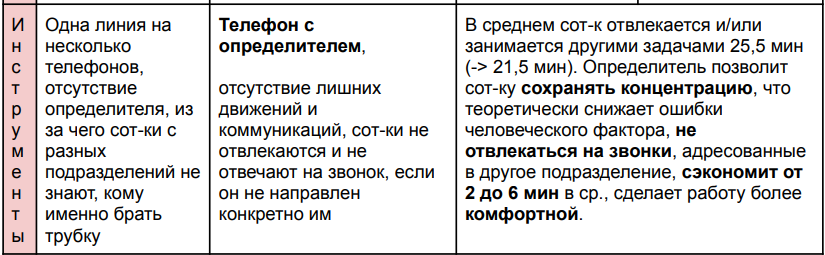 И
н
с
т
р
у
м
е
н
т
ы
Одна линия на
несколько
телефонов,
отсутствие
определителя, из
за чего сот-ки с
разных
подразделений не
знают, кому
именно брать
трубку
Телефон с
определителем,
отсутствие лишних
движений и
коммуникаций, сот-ки не
отвлекаются и не
отвечают на звонок, если
он не направлен
конкретно им
В среднем сот-к отвлекается и/или
занимается другими задачами 25,5 мин
(-> 21,5 мин). Определитель позволит
сот-ку сохранять концентрацию, что
теоретически снижает ошибки
человеческого фактора, не
отвлекаться на звонки, адресованные
в другое подразделение, сэкономит от
2 до 6 мин в ср., сделает работу более
комфортной.